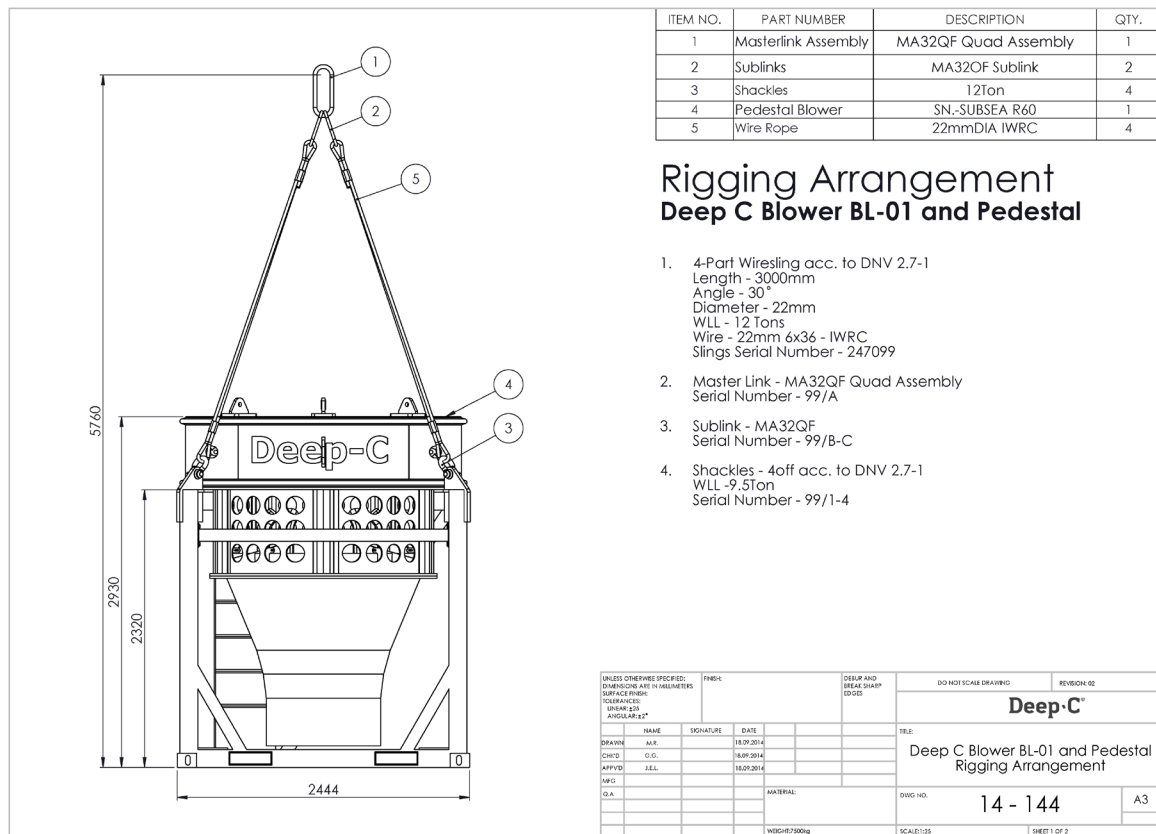 ITEM NO. PART NUMBER DESCRIPTION QTY.
1 Masterlink Assembly MA32QF Quad Assembly 1
2 Sublinks MA32OF Sublink 2
3 Shackles 12Ton 4
4 Pedestal Blower SN.-SUBSEA R60 1
5 Wire Rope 22mmDIA IWRC 4
Rigging Arrangement
Deep C Blower BL-01 and Pedestal
1. 4-Part Wiresling acc. to DNV 2.7-1
Length - 3000mm
Angle - 30°
Diameter - 22mm
WLL - 12 Tons
Wire - 22mm 6x36 - IWRC
Slings Serial Number - 247099
2. Master Link - MA32QF Quad Assembly
Serial Number - 99/A
3. Sublink - MA32QF
Serial Number - 99/B-C
4. Shackles - 4off acc. to DNV 2.7-1
WLL -9.5Ton
Serial Number - 99/1-4
1
2
5
4
3
Deep-C
5760
2930
2320
2444
UNLESS OTHERWISE SPECIFIED:
DIMENSIONS ARE IN MILLIMETERS
SURFACE FINISH:
TOLERANCES:
LINEAR: ±25
ANGULAR: ±2°
FINISH:
DEBUR AND
BREAK SHARP
EDGES
DO NOT SCALE DRAWING
REVISION: 02
Deep·C®
NAME SIGNATURE DATE
DRAWN M.R. 18.09.2014
CHK'D G.G. 18.09.2014
APPV'D J.E.L. 18.09.2014
MFG
Q.A
MATERIAL:
WEIGHT:7500kg
TITLE:
Deep C Blower BL-01 and Pedestal
Rigging Arrangement
DWG NO.
14 - 144
A3
SCALE:1:25
SHEET 1 OF 2